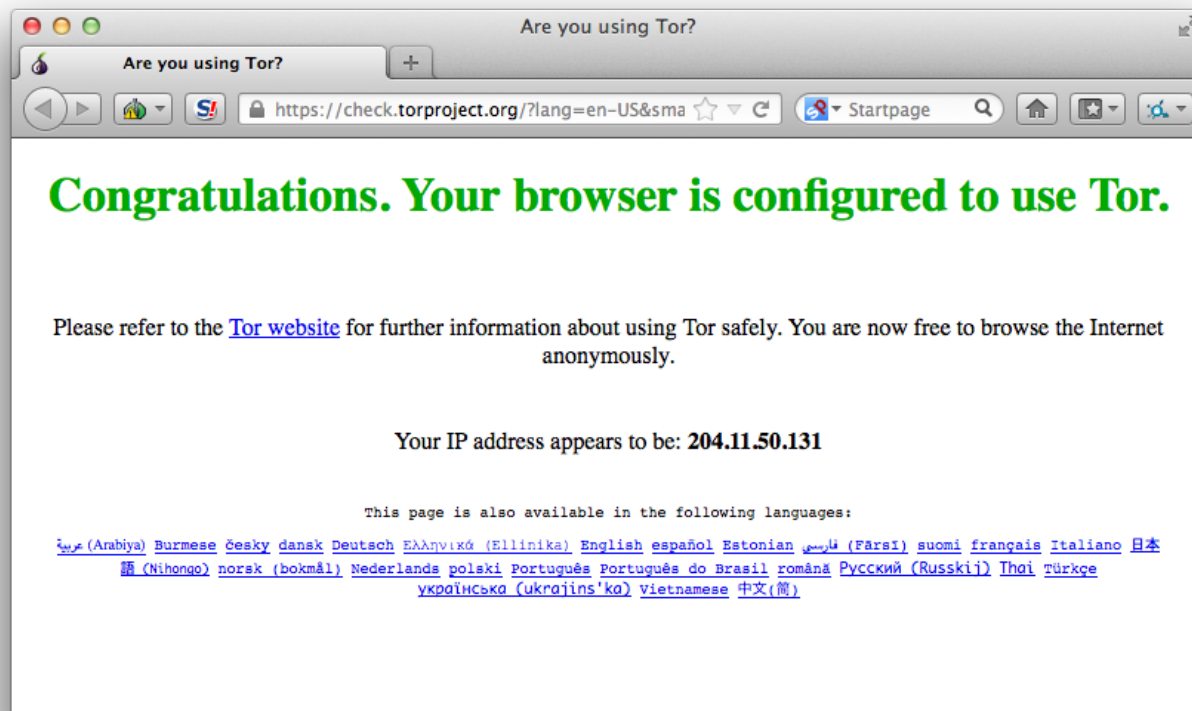 Are you using Tor?
Are you using Tor?
https://check.torproject.org/?lang=en-US&sma
Startpage
Congratulations. Your browser is configured to use Tor.
Please refer to the Tor website for further information about using Tor safely. You are now free to browse the Internet
anonymously.
Your IP address appears to be: 204.11.50.131
This page is also available in the following languages:
عربية (Arabiya) Burmese česky dansk Deutsch Ελληνικά (Ellinika) English español Estonian فارسی (Fārsī) suomi français Italiano 日本
語 (Nihongo) norsk (bokmål) Nederlands polski Português Português do Brasil română Русский (Russkij) Thai Türkçe
українська (ukrajins'ka) Vietnamese 中文(简)